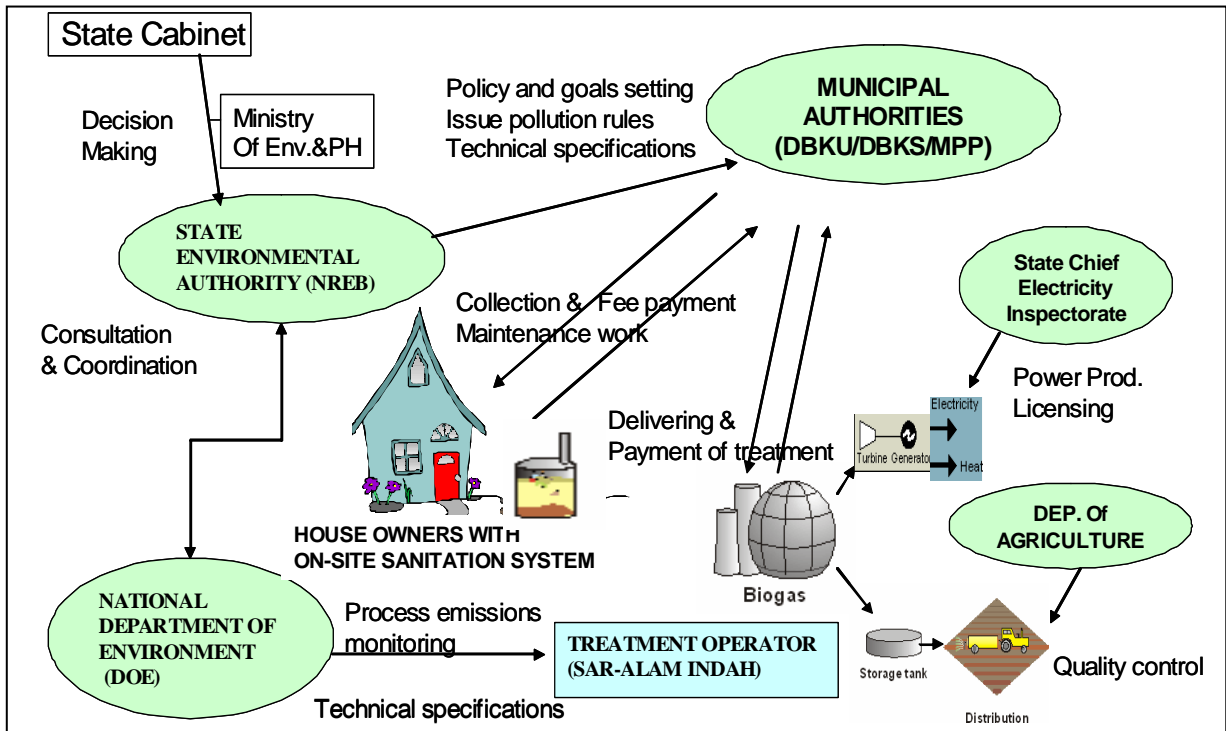 State Cabinet
Decision
Making
Ministry
Of Env.&PH
Policy and goals setting
Issue pollution rules
Technical specifications
MUNICIPAL
AUTHORITIES
(DBKU/DBKS/MPP)
STATE
ENVIRONMENTAL
AUTHORITY (NREB)
State Chief
Electricity
Inspectorate
Consultation
& Coordination
Collection & Fee payment
Maintenance work
Power Prod.
Licensing
Electricity
Turbine Generator
Heat
Delivering &
Payment of treatment
HOUSE OWNERS WITH
ON-SITE SANITATION SYSTEM
Biogas
DEP. Of
AGRICULTURE
NATIONAL
DEPARTMENT OF
ENVIRONMENT
(DOE)
Process emissions
monitoring
TREATMENT OPERATOR
(SAR-ALAM INDAH)
Technical specifications
Storage tank
Quality control
Distribution